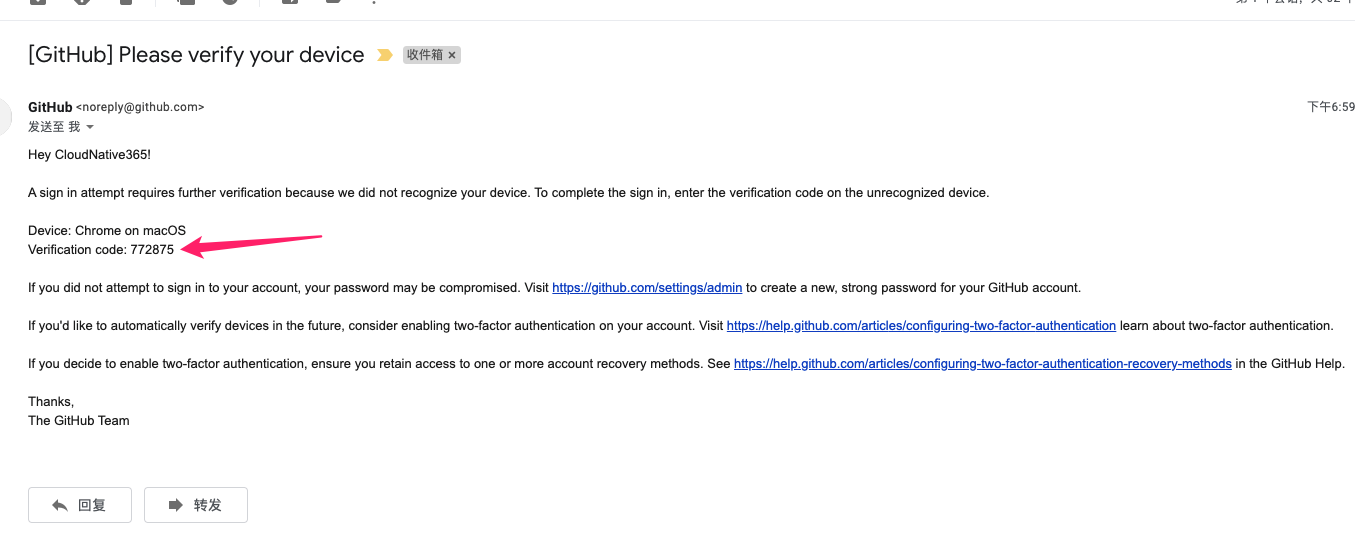 [GitHub] Please verify your device 收件箱 ×
GitHub <noreply@github.com> 下午6:59
发送至 我
Hey CloudNative365!
A sign in attempt requires further verification because we did not recognize your device. To complete the sign in, enter the verification code on the unrecognized device.
Device: Chrome on macOS
Verification code: 772875
If you did not attempt to sign in to your account, your password may be compromised. Visit https://github.com/settings/admin to create a new, strong password for your GitHub account.
If you'd like to automatically verify devices in the future, consider enabling two-factor authentication on your account. Visit https://help.github.com/articles/configuring-two-factor-authentication learn about two-factor authentication.
If you decide to enable two-factor authentication, ensure you retain access to one or more account recovery methods. See https://help.github.com/articles/configuring-two-factor-authentication-recovery-methods in the GitHub Help.
Thanks,
The GitHub Team
回复 转发